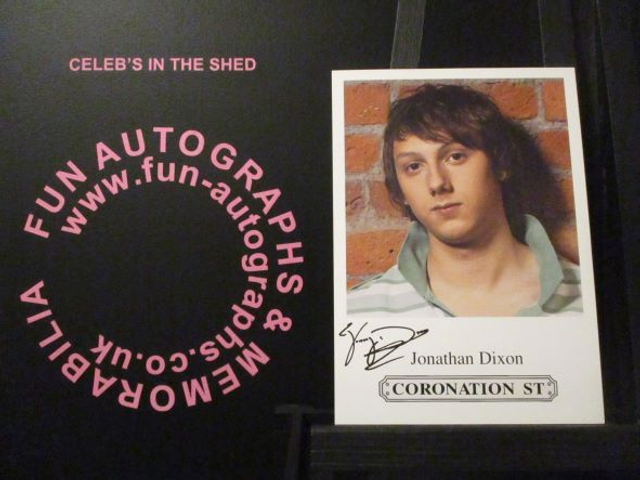 CELEB'S IN THE SHED
FUN AUTOGRAPHS & MEMORABILIA
www.fun-autographs.co.uk
Jonathan Dixon
CORONATION ST